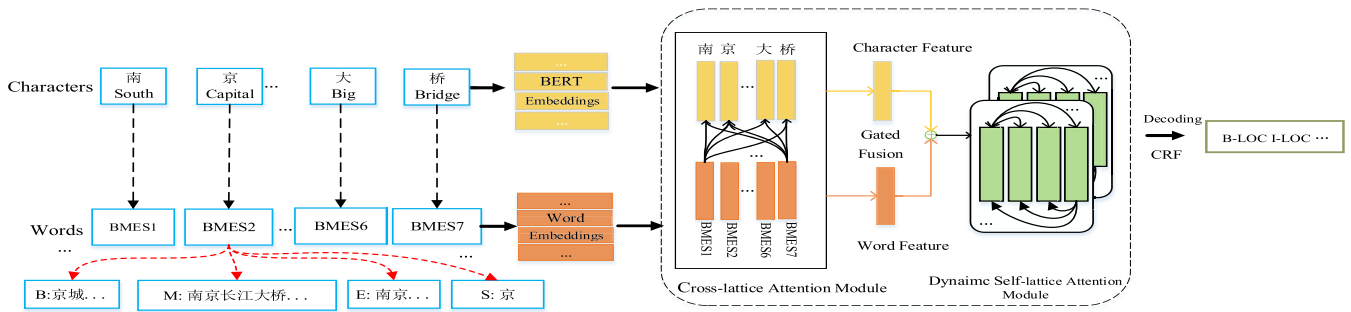 Characters
南
South
京
Capital
...
大
Big
桥
Bridge
...
BERT
Embeddings
...
Words
...
BMES1
BMES2
...
BMES6
BMES7
...
...
Word
Embeddings
...
B:京城...
M: 南京长江大桥...
E: 南京...
S: 京
南 京 大 桥
...
...
...
BMES1
BMES2
BMES6
BMES7
Cross-lattice Attention Module
Character Feature
Gated
Fusion
Word Feature
...
...
...
Dynaimc Self-lattice Attention
Module
Decoding
CRF
B-LOC I-LOC ...